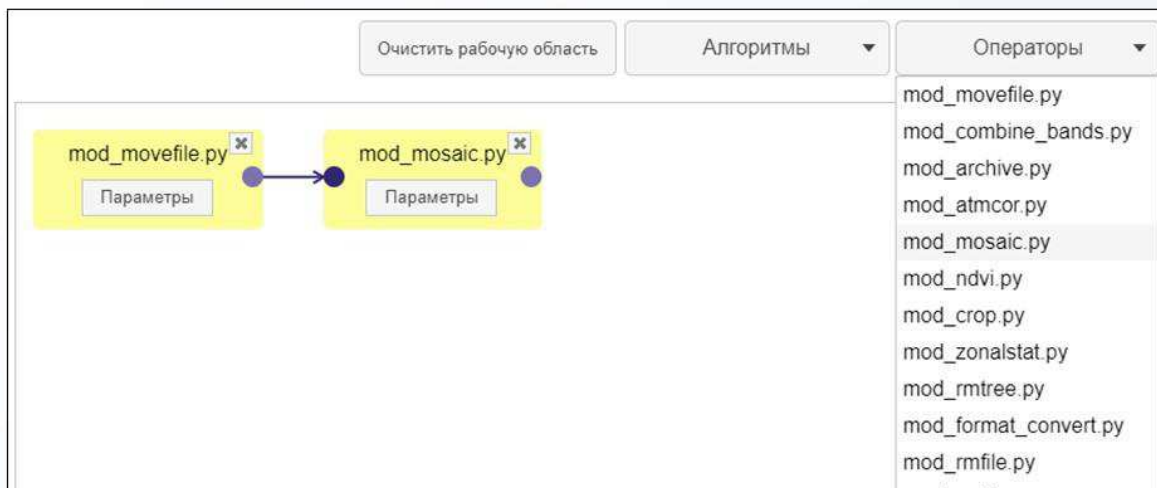 Очистить рабочую область
Алгоритмы
Операторы
mod_movefile.py
mod_combine_bands.py
mod_archive.py
mod_atmcor.py
mod_mosaic.py
mod_ndvi.py
mod_crop.py
mod_zonalstat.py
mod_rmtree.py
mod_format_convert.py
mod_rmfile.py
mod_movefile.py
Параметры
mod_mosaic.py
Параметры